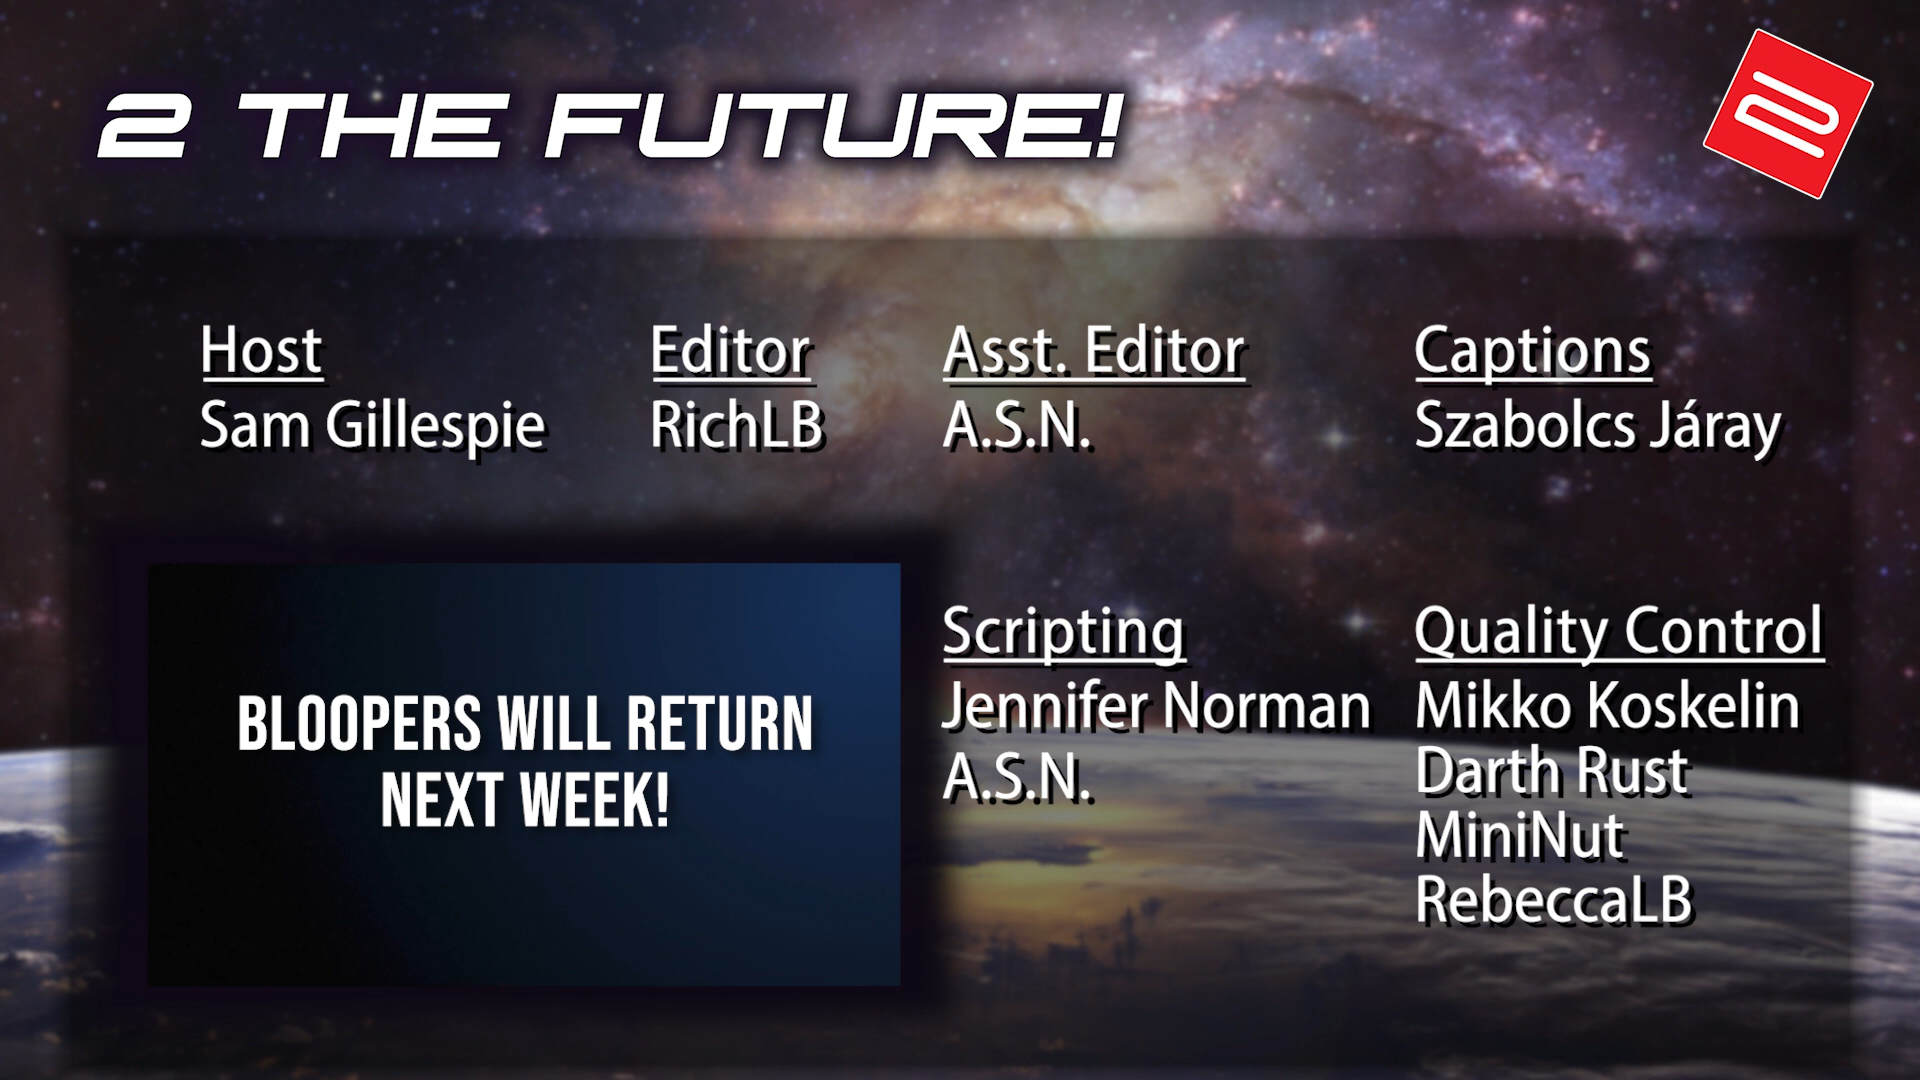 2 THE FUTURE!
Host
Sam Gillespie
Editor
RichLB
Asst. Editor
A.S.N.
Captions
Szabolcs Járay
BLOOPERS WILL RETURN
NEXT WEEK!
Scripting
Jennifer Norman
A.S.N.
Quality Control
Mikko Koskelin
Darth Rust
MiniNut
RebeccaLB